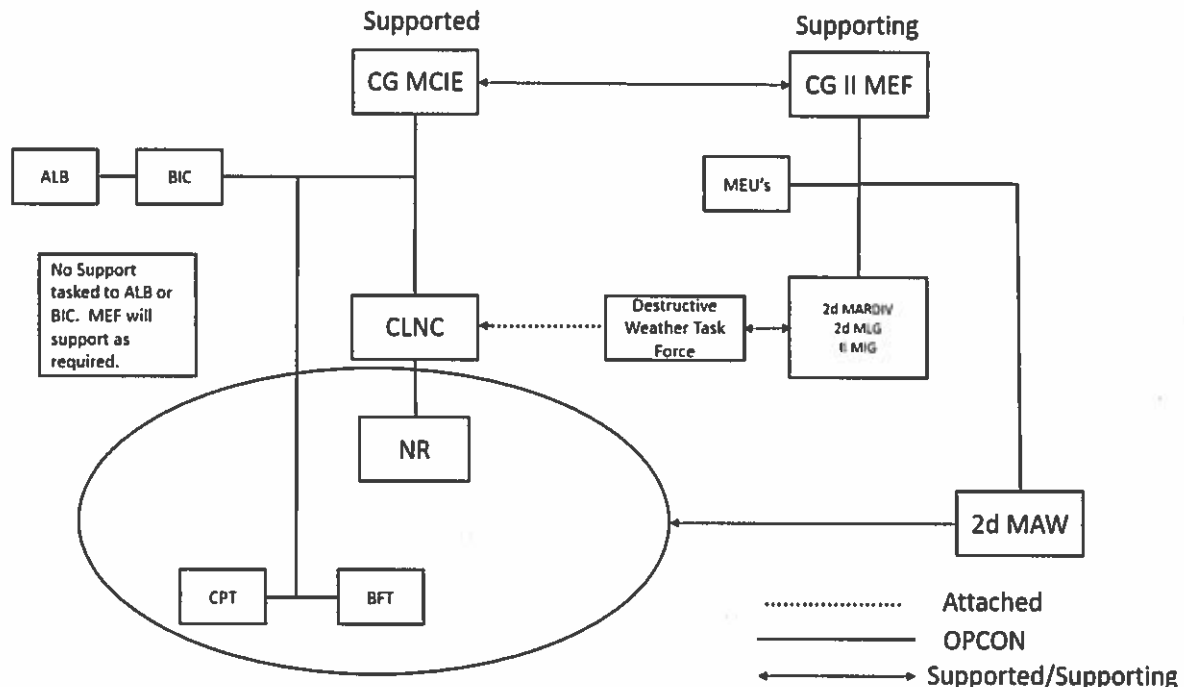 Supported
Supporting
CG MCIE
CG II MEF
ALB
BIC
MEU's
No Support
tasked to ALB or
BIC. MEF will
support as
required.
CLNC
Destructive
Weather Task
Force
2d MARDIV
2d MLG
II MIG
NR
2d MAW
CPT
BFT
Attached
OPCON
Supported/Supporting